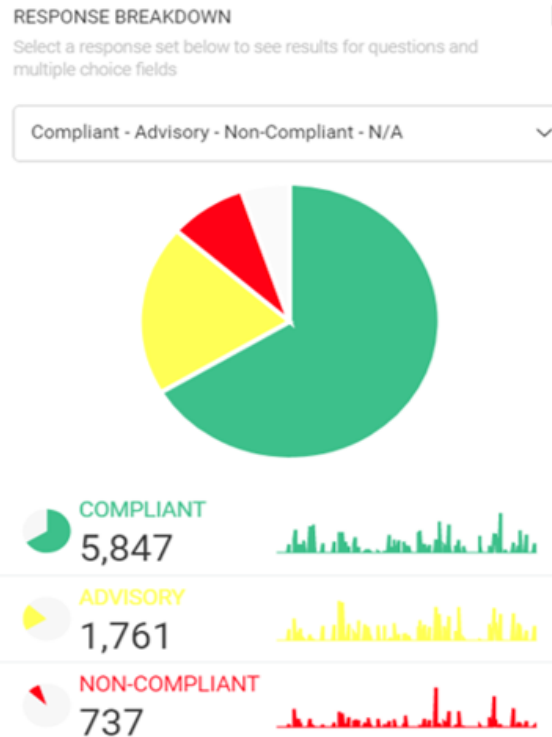 RESPONSE BREAKDOWN
Select a response set below to see results for questions and
multiple choice fields
Compliant - Advisory - Non-Compliant - N/A
COMPLIANT
5,847
ADVISORY
1,761
NON-COMPLIANT
737